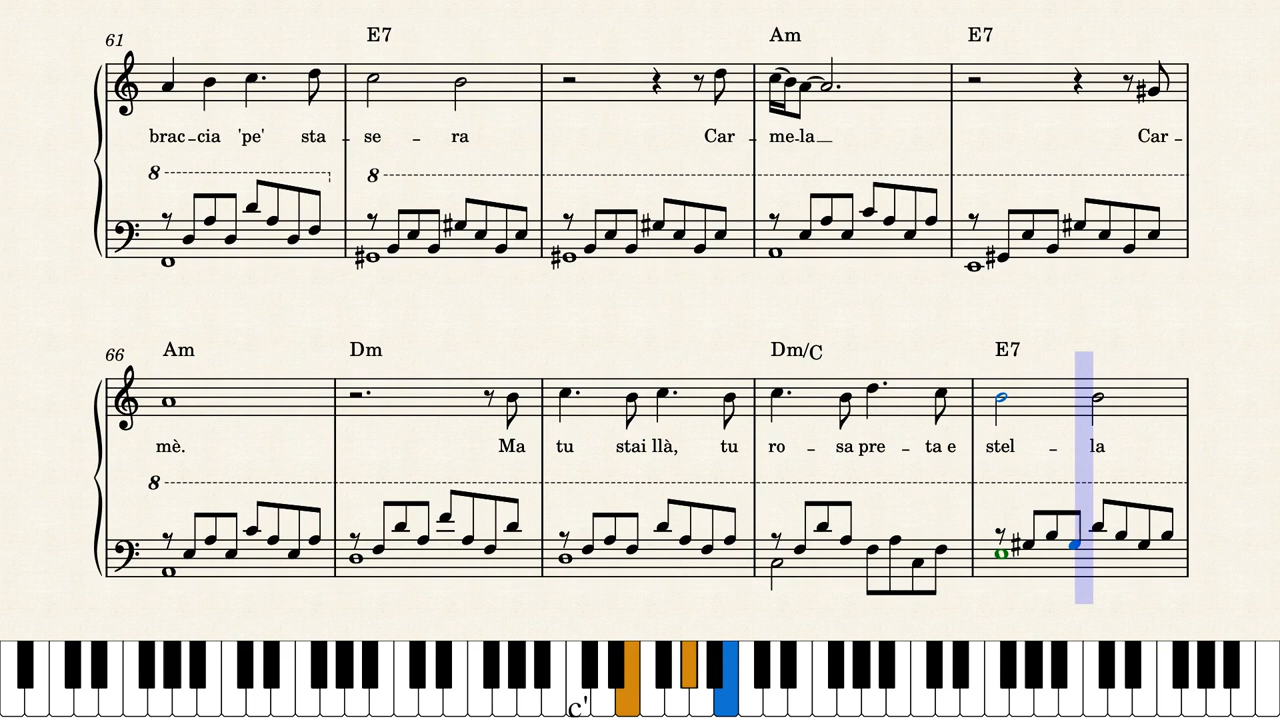 61 E7 Am E7
brac–cia 'pe' sta – se – ra Car – me–la Car –
8 8
66 Am Dm Dm/C E7
mè. Ma tu stai llà, tu ro – sa pre – ta e stel – la
8
c'